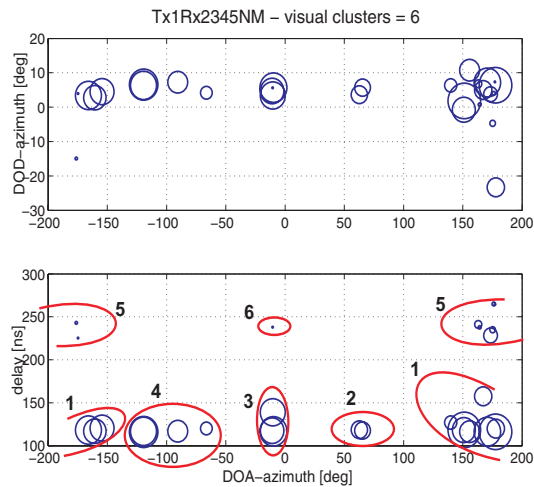 Tx1Rx2345NM – visual clusters = 6
DOD–azimuth [deg]
20
10
0
−10
−20
−30
−200 −150 −100 −50 0 50 100 150 200
delay [ns]
300
250
200
150
100
5 6 5
1 4 3 2 1
−200 −150 −100 −50 0 50 100 150 200
DOA–azimuth [deg]